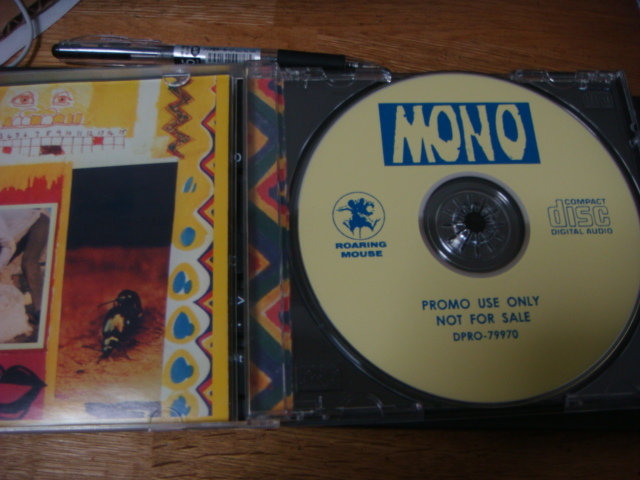 MONO
ROARING
MOUSE
COMPACT
disc
DIGITAL AUDIO
PROMO USE ONLY
NOT FOR SALE
DPRO-79970